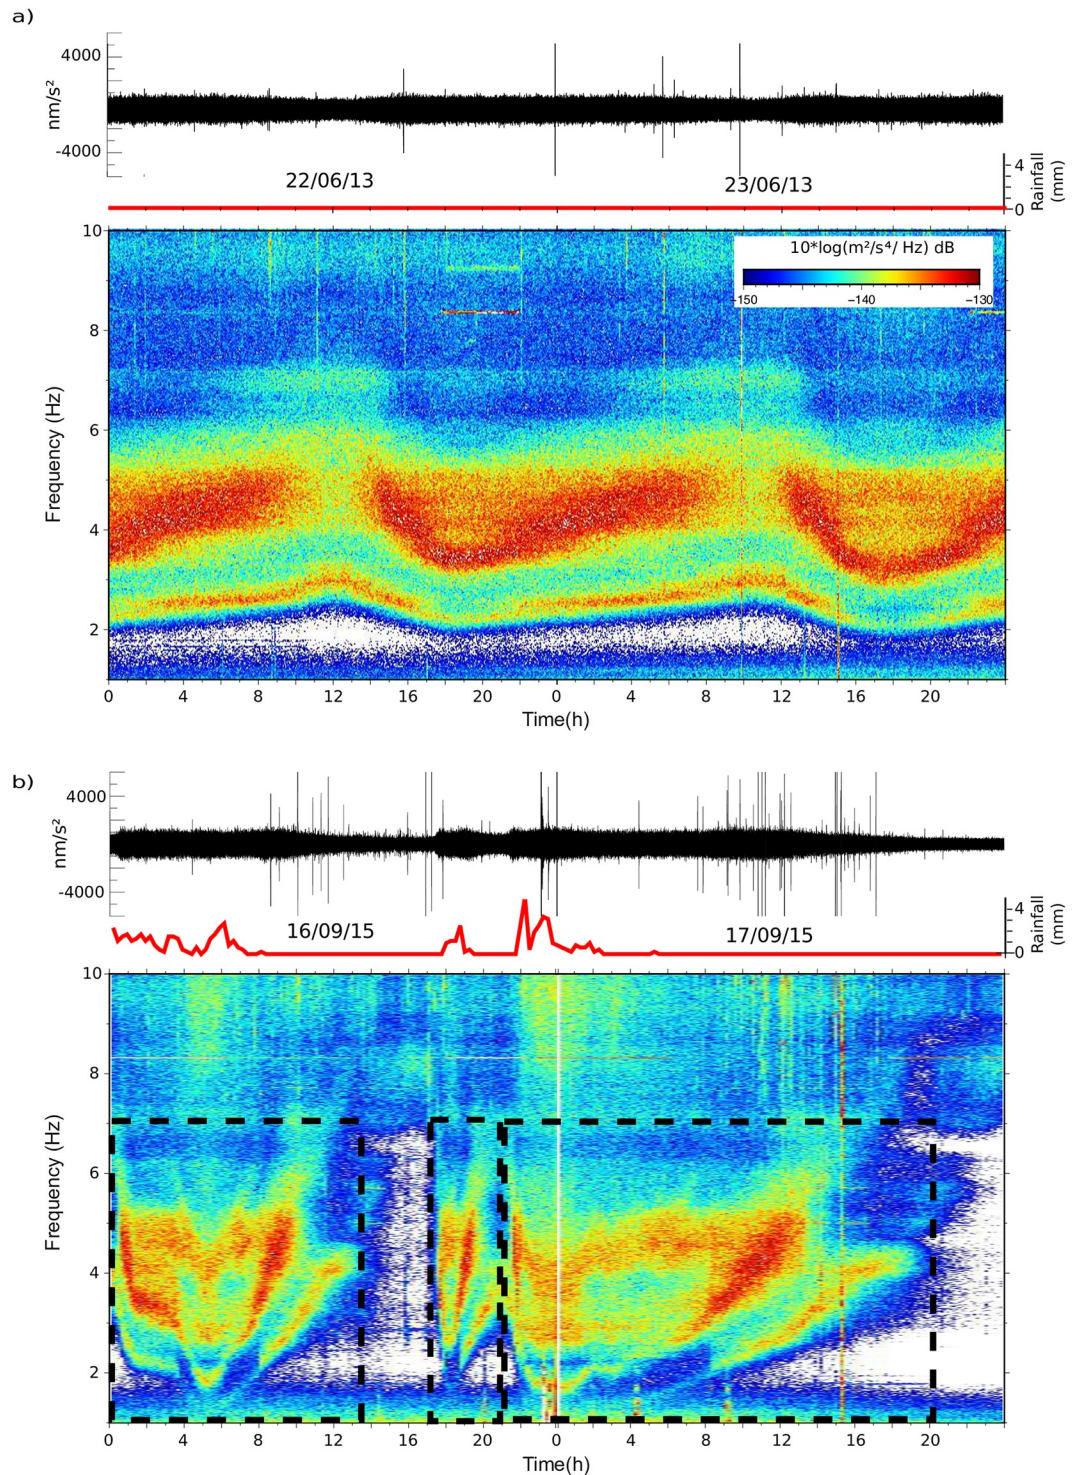 a)
4000
nm/s²
-4000
22/06/13
23/06/13
4
0
Rainfall
(mm)
10*log(m²/s⁴/ Hz) dB
-150
-140
-130
10
8
6
4
2
Frequency (Hz)
0 4 8 12 16 20 0 4 8 12 16 20
Time(h)
b)
4000
nm/s²
-4000
16/09/15
17/09/15
4
0
Rainfall
(mm)
10
8
6
4
2
Frequency (Hz)
0 4 8 12 16 20 0 4 8 12 16 20
Time(h)